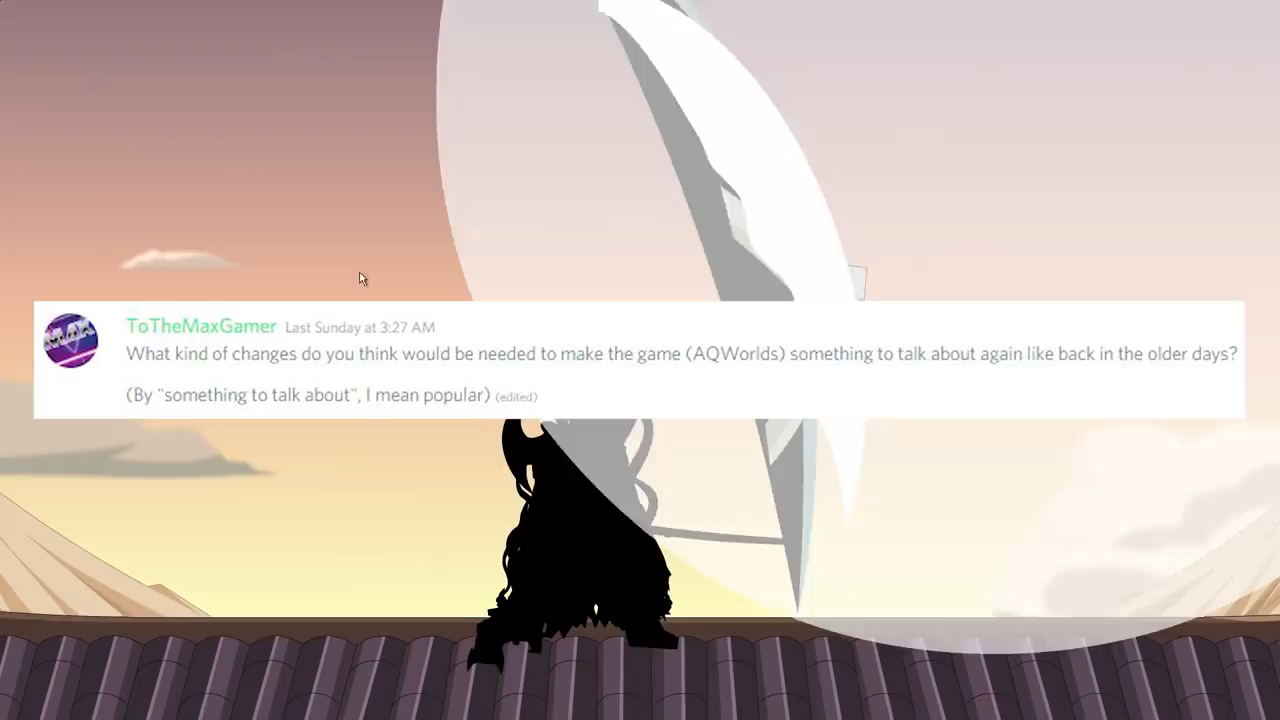 MAX
ToTheMaxGamer Last Sunday at 3:27 AM
What kind of changes do you think would be needed to make the game (AQWorlds) something to talk about again like back in the older days?
(By "something to talk about", I mean popular) (edited)